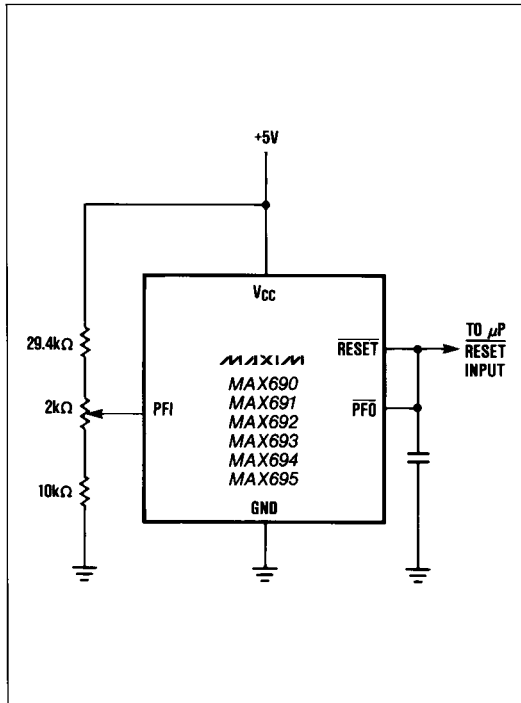 +5V
VCC
29.4kΩ
2kΩ
10kΩ
PFI
MAXIM
MAX690
MAX691
MAX692
MAX693
MAX694
MAX695
GND
RESET
PFO
TO μP
RESET
INPUT